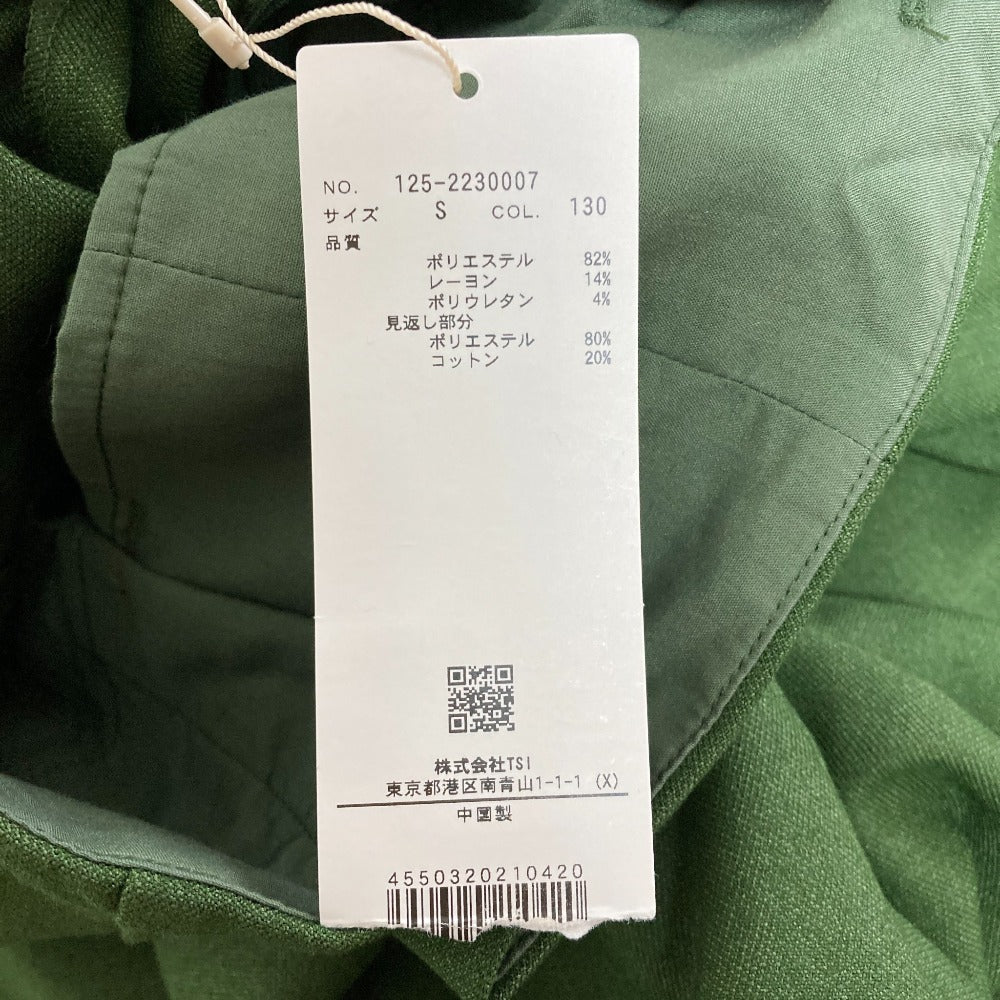 NO. 125-2230007
サイズ S COL. 130
品質
ポリエステル 82%
レーヨン 14%
ポリウレタン 4%
見返し部分
ポリエステル 80%
コットン 20%
株式会社TSI
東京都港区南青山1-1-1 (X)
中国製
4550320210420